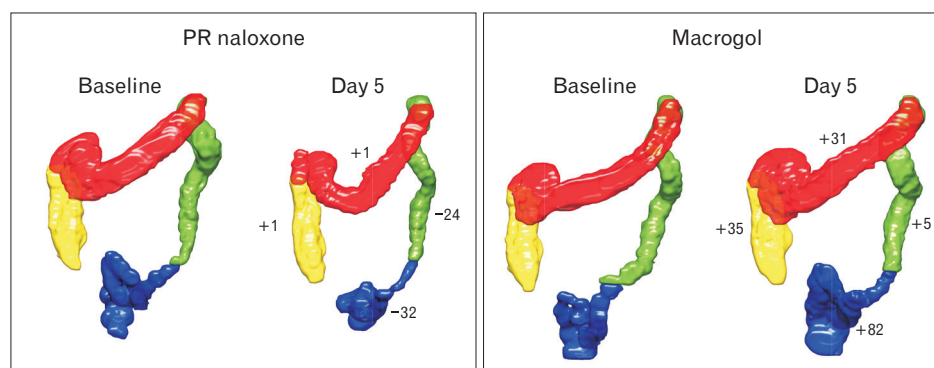 PR naloxone
Baseline
Day 5
+1
+1
−24
−32
Macrogol
Baseline
Day 5
+31
+35
+5
+82